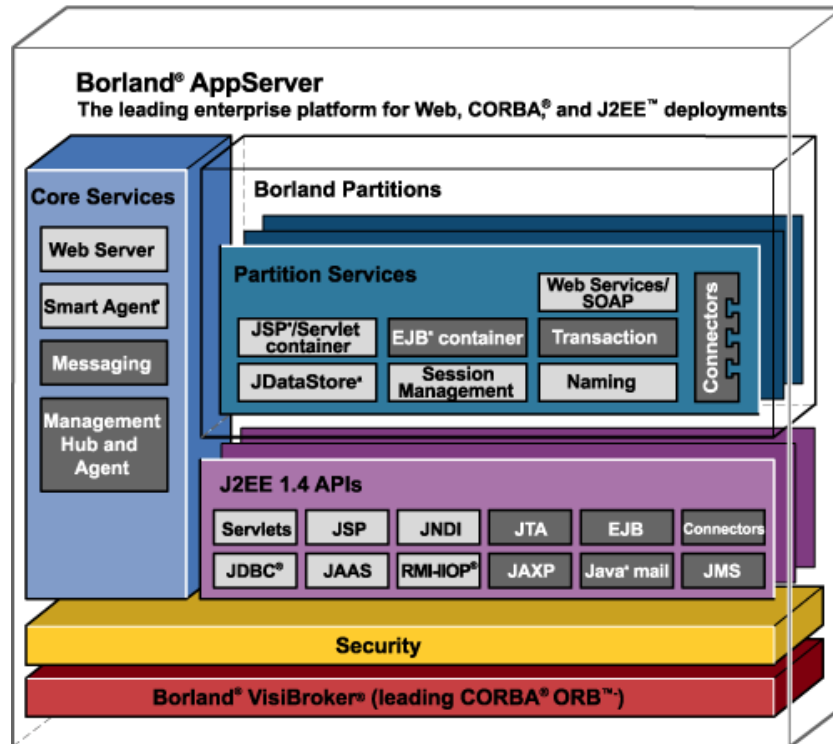 Borland® AppServer
The leading enterprise platform for Web, CORBA,® and J2EE™ deployments
Core Services
Web Server
Smart Agent*
Messaging
Management
Hub and
Agent
Borland Partitions
Partition Services
Web Services/
SOAP
JSP*/Servlet
container
EJB* container
Transaction
JDataStore*
Session
Management
Naming
Connectors
J2EE 1.4 APIs
Servlets
JSP
JNDI
JTA
EJB
Connectors
JDBC®
JAAS
RMI-IIOP®
JAXP
Java* mail
JMS
Security
Borland® VisiBroker® (leading CORBA® ORB™-)